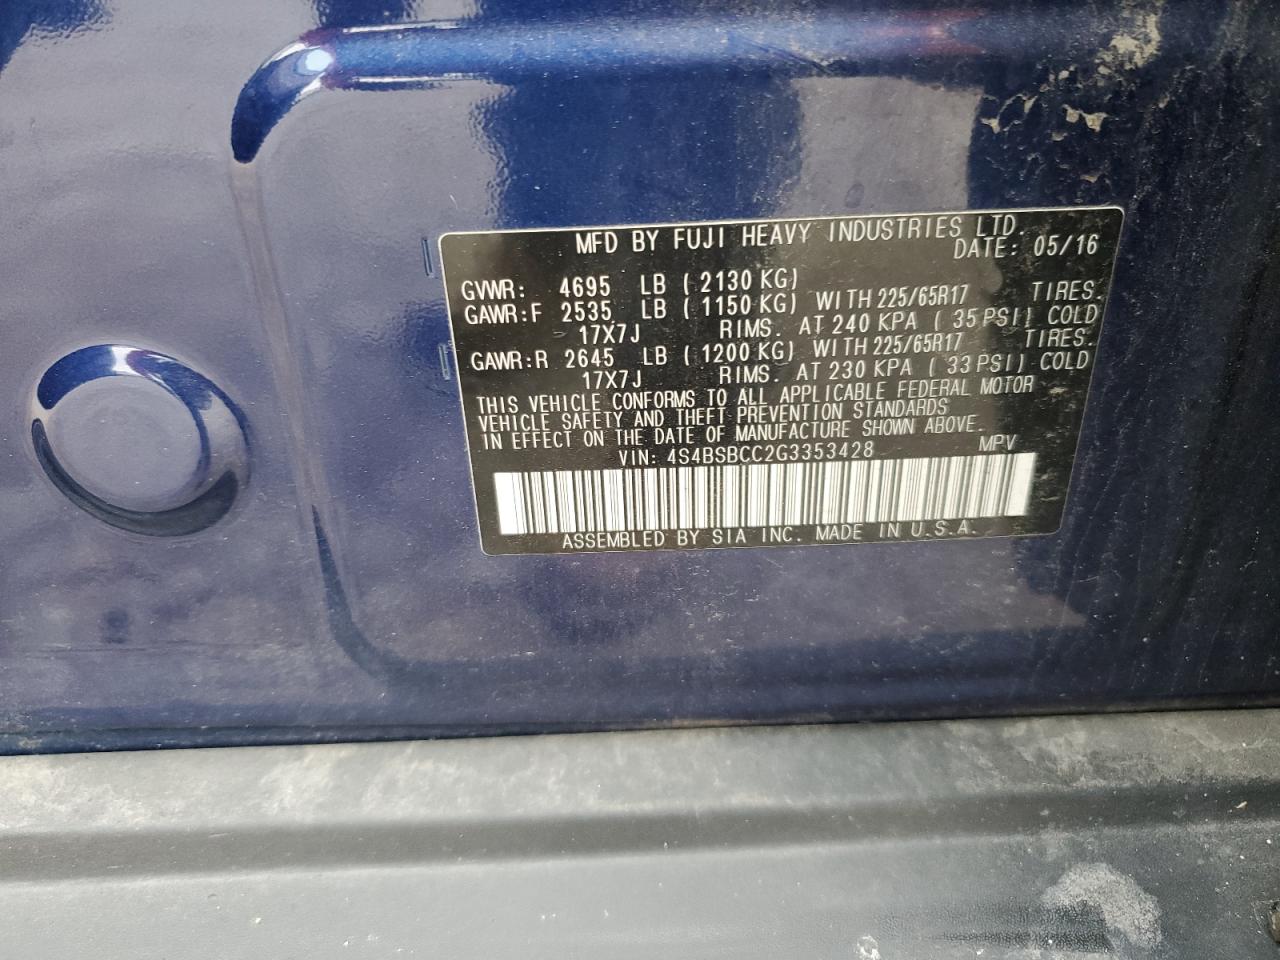 MFD BY FUJI HEAVY INDUSTRIES LTD.
DATE: 05/16
GVWR: 4695 LB (2130 KG)
GAWR:F 2535 LB (1150 KG) WITH 225/65R17 TIRES.
17X7J RIMS. AT 240 KPA (35 PSI) COLD
GAWR:R 2645 LB (1200 KG) WITH 225/65R17 TIRES.
17X7J RIMS. AT 230 KPA (33 PSI) COLD
THIS VEHICLE CONFORMS TO ALL APPLICABLE FEDERAL MOTOR
VEHICLE SAFETY AND THEFT PREVENTION STANDARDS
IN EFFECT ON THE DATE OF MANUFACTURE SHOWN ABOVE.
VIN: 4S4BSBCC2G3353428 MPV
ASSEMBLED BY SIA INC. MADE IN U.S.A.